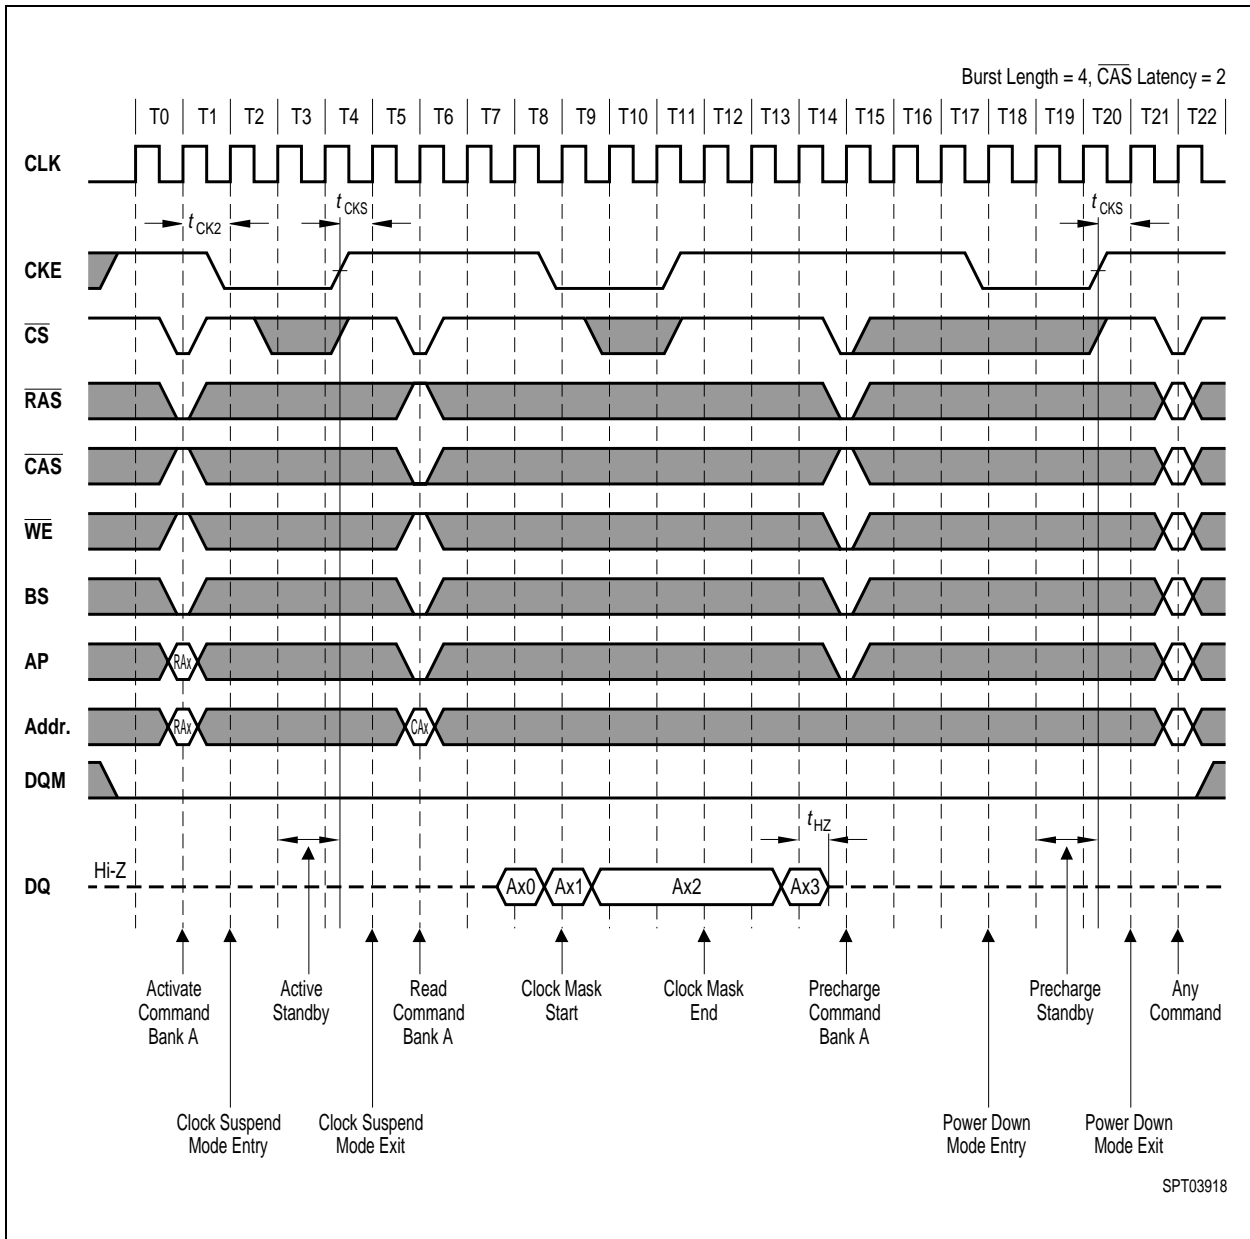 Burst Length = 4, CAS Latency = 2
T0 T1 T2 T3 T4 T5 T6 T7 T8 T9 T10 T11 T12 T13 T14 T15 T16 T17 T18 T19 T20 T21 T22
CLK
t CK2
t CKS
t CKS
CKE
CS
RAS
CAS
WE
BS
AP RAx
Addr. RAx CAx
DQM
t HZ
Hi-Z
DQ Ax0 Ax1 Ax2 Ax3
Activate Command Bank A
Active Standby
Read Command Bank A
Clock Mask Start
Clock Mask End
Precharge Command Bank A
Precharge Standby
Any Command
Clock Suspend Mode Entry
Clock Suspend Mode Exit
Power Down Mode Entry
Power Down Mode Exit
SPT03918